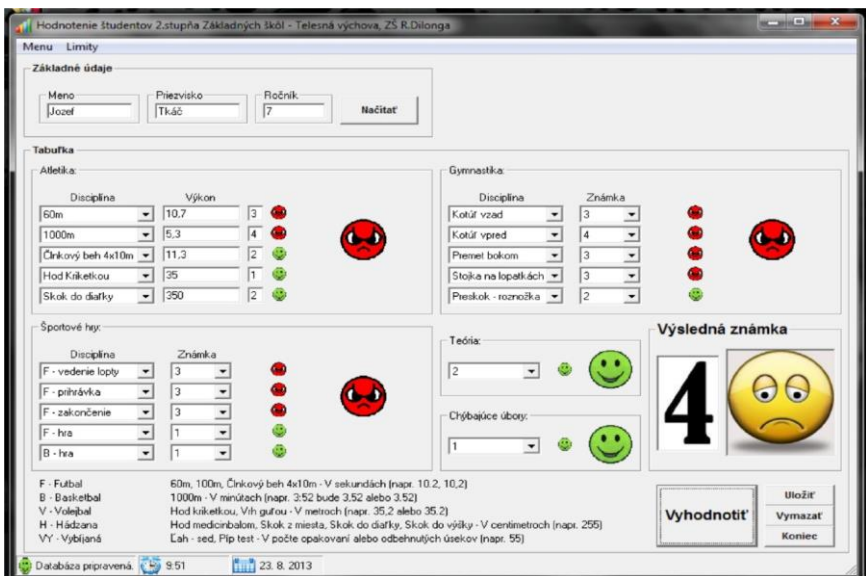 Hodnotenie študentov 2.stupňa Základných škôl - Telesná výchova, ZŠ R.Dilonga
Menu Limity
Základné údaje
Meno Priezvisko Ročník
Jozef Tkáč 7 Načítať
Tabuľka
Atletika:
Disciplína Výkon
60m 10,7 3
1000m 5,3 4
Člnkový beh 4x10m 11,3 2
Hod Kriketkou 35 1
Skok do diaľky 350 2
Gymnastika:
Disciplína Známka
Kotúľ vzad 3
Kotúľ vpred 4
Premet bokom 3
Stojka na lopatkách 3
Preskok - roznožka 2
Športové hry:
Disciplína Známka
F - vedenie lopty 3
F - prihrávka 3
F - zakončenie 3
F - hra 1
B - hra 1
Teória:
2
Chýbajúce úbory:
1
Výsledná známka
4
F - Futbal 60m, 100m, Člnkový beh 4x10m - V sekundách (napr. 10.2, 10,2)
B - Basketbal 1000m - V minútach (napr. 3:52 bude 3,52 alebo 3.52)
V - Volejbal Hod kriketkou, Vrh guľou - V metroch (napr. 35,2 alebo 35.2)
H - Hádzana Hod medicinbalom, Skok z miesta, Skok do diaľky, Skok do výšky - V centimetroch (napr. 255)
VY - Vybíjaná Ľah - sed, Píp test - V počte opakovaní alebo odbehnutých úsekov (napr. 55)
Vyhodnotiť
Uložiť
Vymazať
Koniec
Databáza pripravená. 9:51 23. 8. 2013